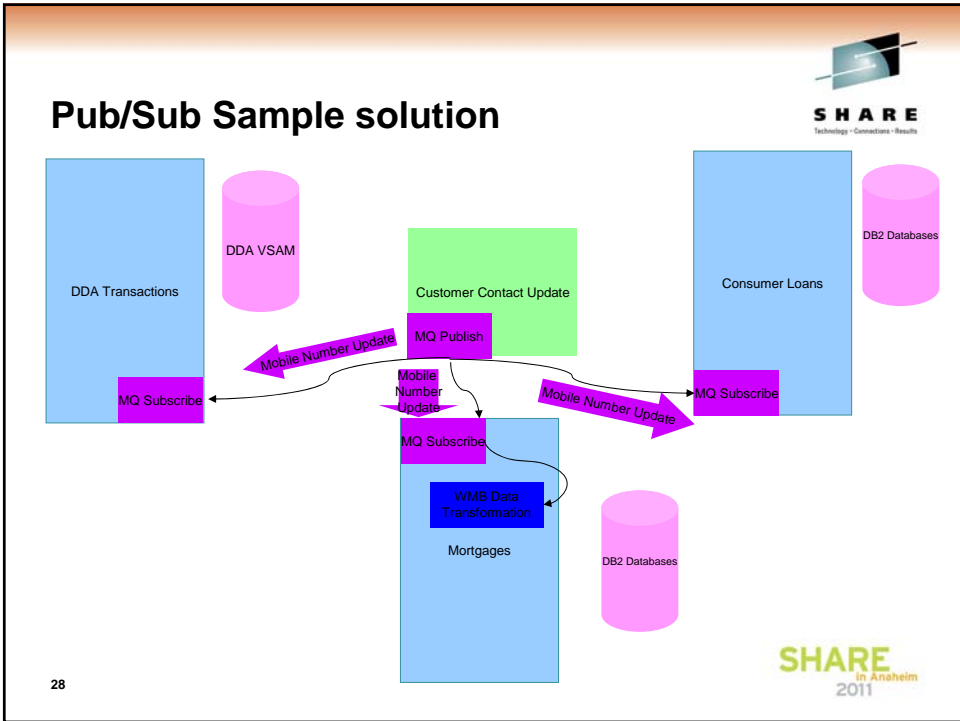 SHARE
Technology • Connections • Results
Pub/Sub Sample solution
DDA VSAM
DDA Transactions
Customer Contact Update
Consumer Loans
DB2 Databases
MQ Publish
Mobile Number Update
Mobile
Number
Update
Mobile Number Update
MQ Subscribe
MQ Subscribe
MQ Subscribe
WMB Data
Transformation
Mortgages
DB2 Databases
28
SHARE
in Anaheim
2011